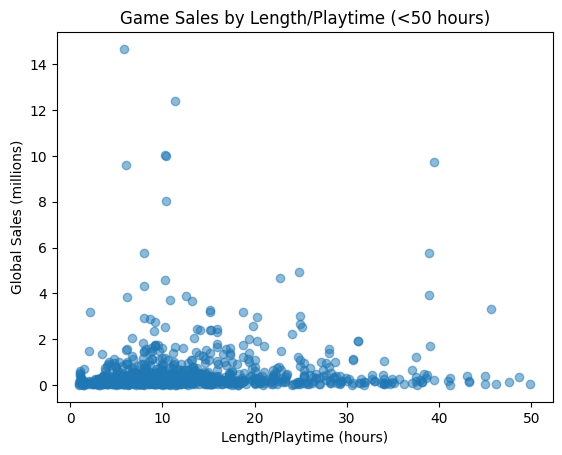 Game Sales by Length/Playtime (<50 hours)
Global Sales (millions)
14
12
10
8
6
4
2
0
0 10 20 30 40 50
Length/Playtime (hours)